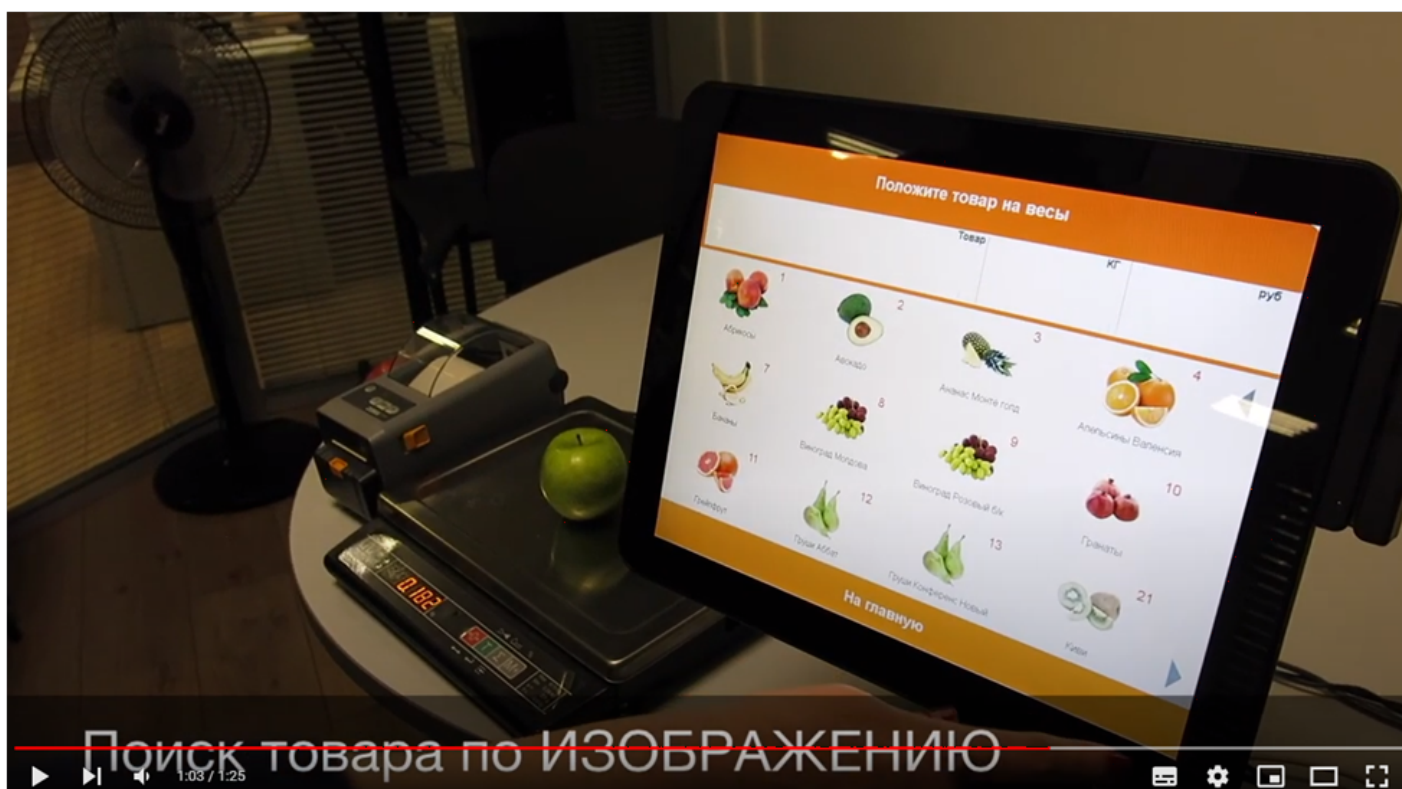 Положите товар на весы
Товар
КГ
руб
1
2
3
4
Абрикосы
Авокадо
Ананас Монте голд
Апельсины Валенсия
7
8
9
10
Бананы
Виноград Молдова
Виноград Розовый б/к
Гранаты
11
12
13
21
Грейпфрут
Груши Аббат
Груши Конференс Новый
Киви
На главную
0.182
Поиск товара по ИЗОБРАЖЕНИЮ
1:03 / 1:25